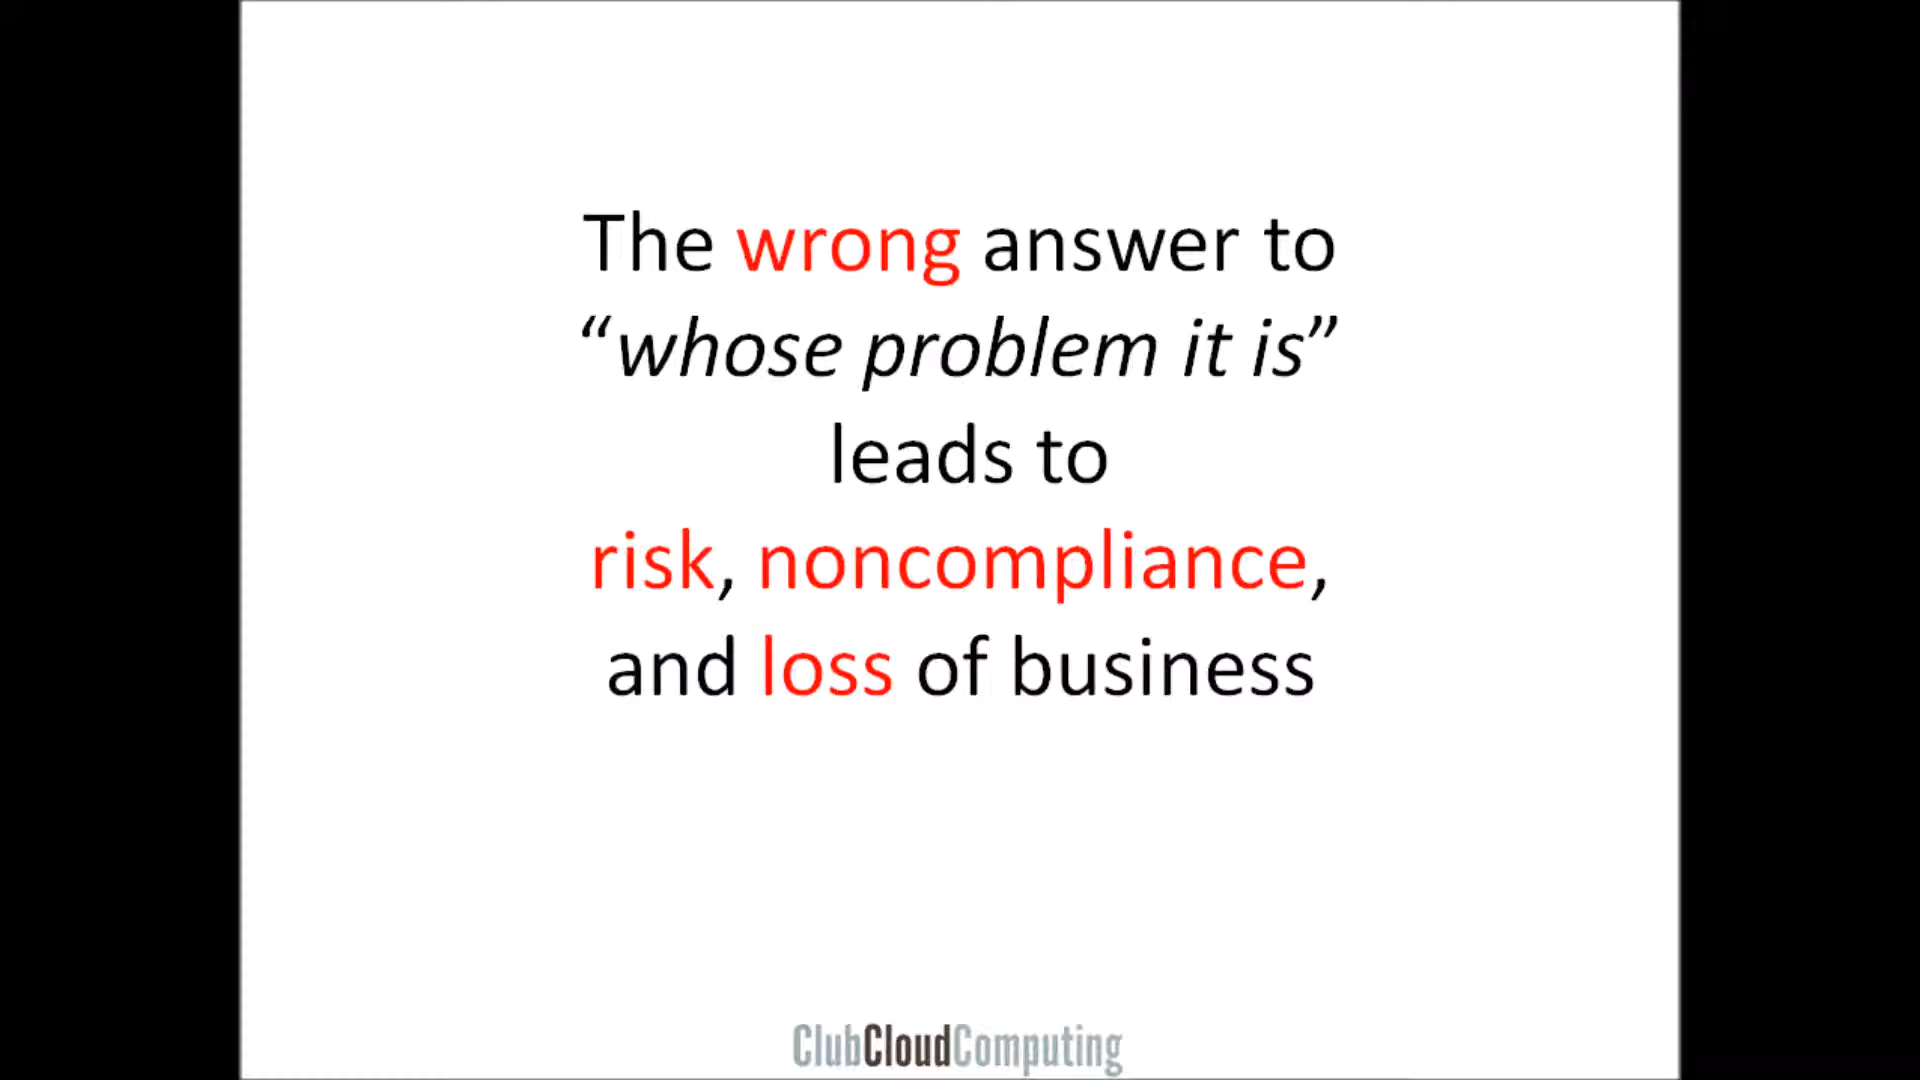 The wrong answer to
“whose problem it is”
leads to
risk, noncompliance,
and loss of business
ClubCloudComputing